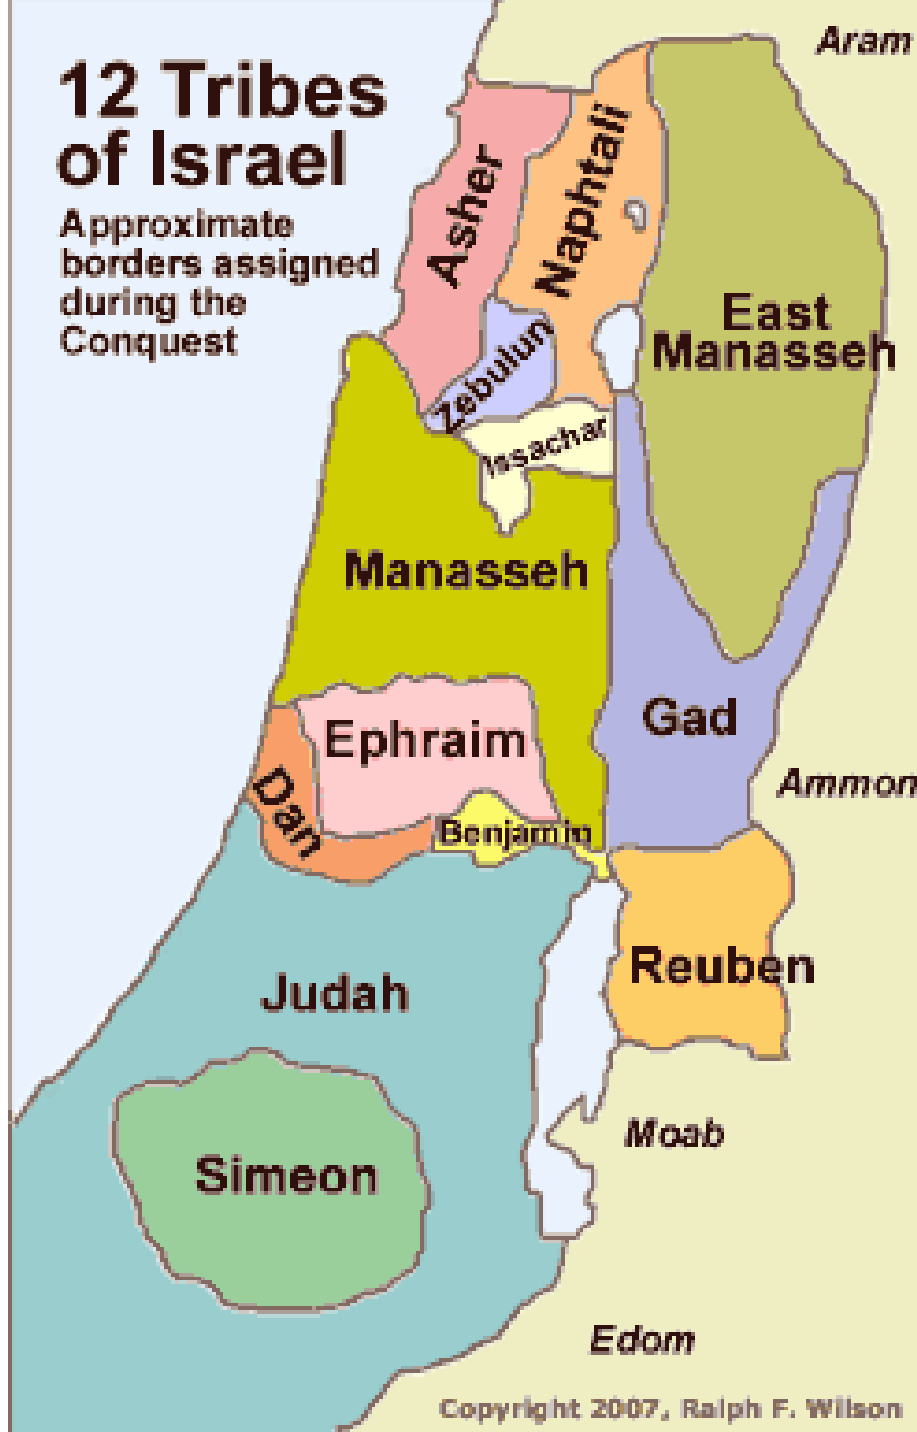 12 Tribes
of Israel
Approximate
borders assigned
during the
Conquest
Aram
Asher
Naphtali
East
Manasseh
Zebulun
Issachar
Manasseh
Gad
Ephraim
Dan
Ammon
Benjamin
Reuben
Judah
Moab
Simeon
Edom
Copyright 2007, Ralph F. Wilson